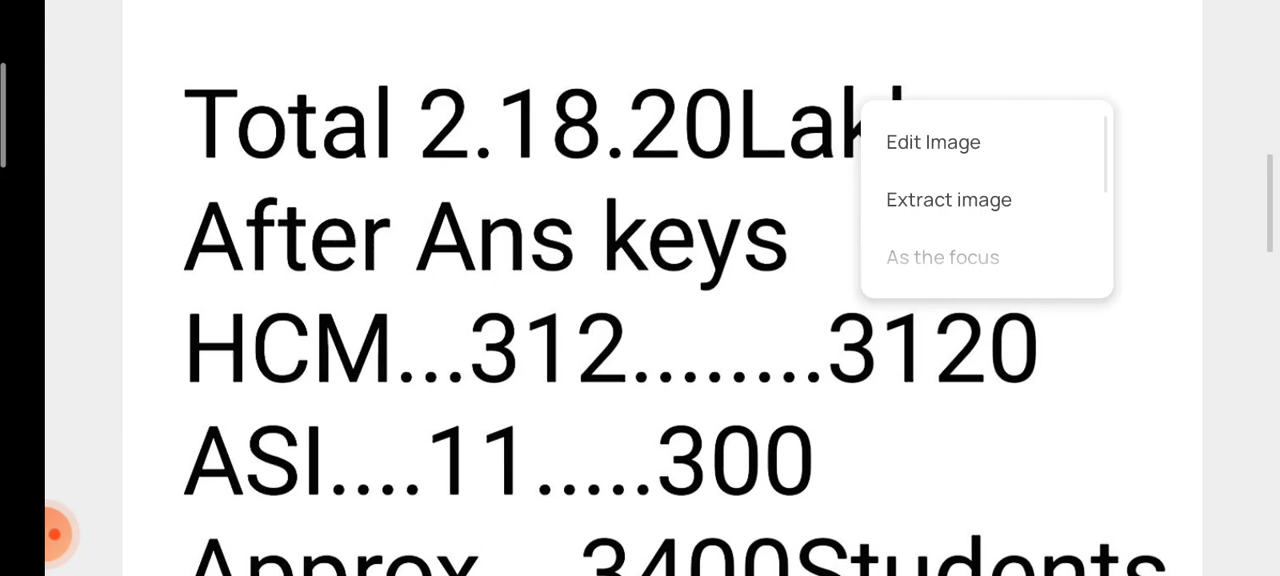 Total 2.18.20
After Ans keys
HCM...312........3120
ASI....11.....300
Approx....3400Students
Edit Image
Extract image
As the focus